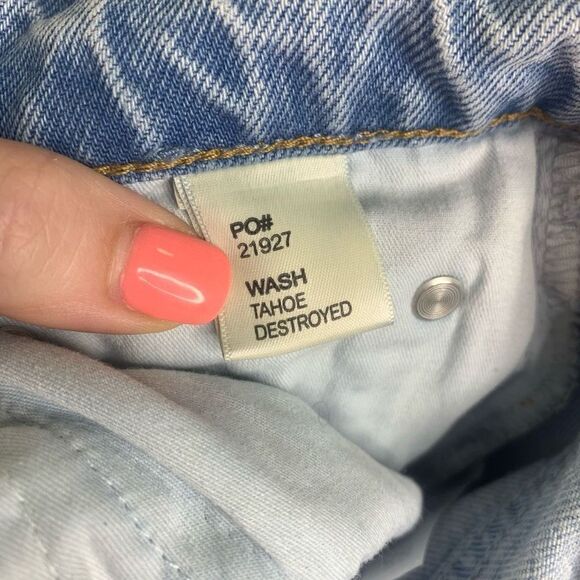 PO#
21927
WASH
TAHOE
DESTROYED